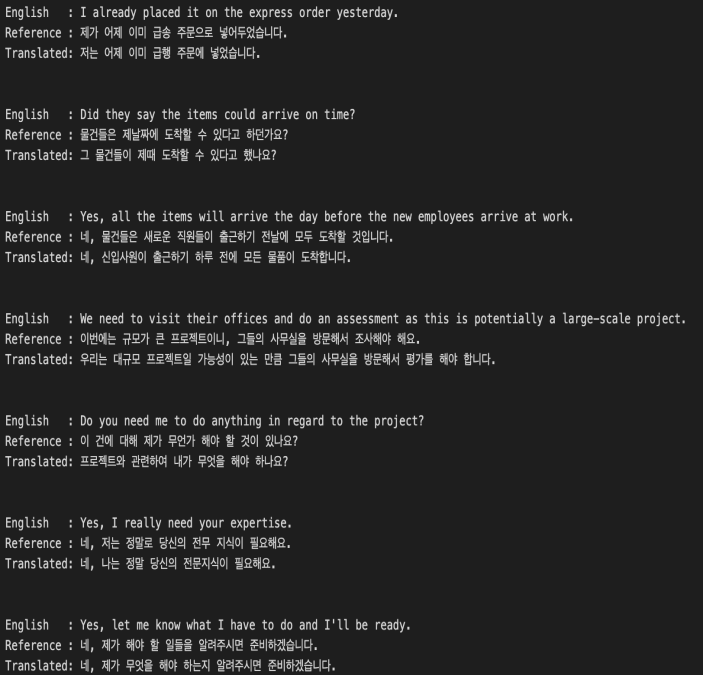 English   : I already placed it on the express order yesterday.
Reference : 제가 어제 이미 급송 주문으로 넣어두었습니다.
Translated: 저는 어제 이미 급행 주문에 넣었습니다.
English   : Did they say the items could arrive on time?
Reference : 물건들은 제날짜에 도착할 수 있다고 하던가요?
Translated: 그 물건들이 제때 도착할 수 있다고 했나요?
English   : Yes, all the items will arrive the day before the new employees arrive at work.
Reference : 네, 물건들은 새로운 직원들이 출근하기 전날에 모두 도착할 것입니다.
Translated: 네, 신입사원이 출근하기 하루 전에 모든 물품이 도착합니다.
English   : We need to visit their offices and do an assessment as this is potentially a large-scale project.
Reference : 이번에는 규모가 큰 프로젝트이니, 그들의 사무실을 방문해서 조사해야 해요.
Translated: 우리는 대규모 프로젝트일 가능성이 있는 만큼 그들의 사무실을 방문해서 평가를 해야 합니다.
English   : Do you need me to do anything in regard to the project?
Reference : 이 건에 대해 제가 무언가 해야 할 것이 있나요?
Translated: 프로젝트와 관련하여 내가 무엇을 해야 하나요?
English   : Yes, I really need your expertise.
Reference : 네, 저는 정말로 당신의 전무 지식이 필요해요.
Translated: 네, 나는 정말 당신의 전문지식이 필요해요.
English   : Yes, let me know what I have to do and I'll be ready.
Reference : 네, 제가 해야 할 일들을 알려주시면 준비하겠습니다.
Translated: 네, 제가 무엇을 해야 하는지 알려주시면 준비하겠습니다.